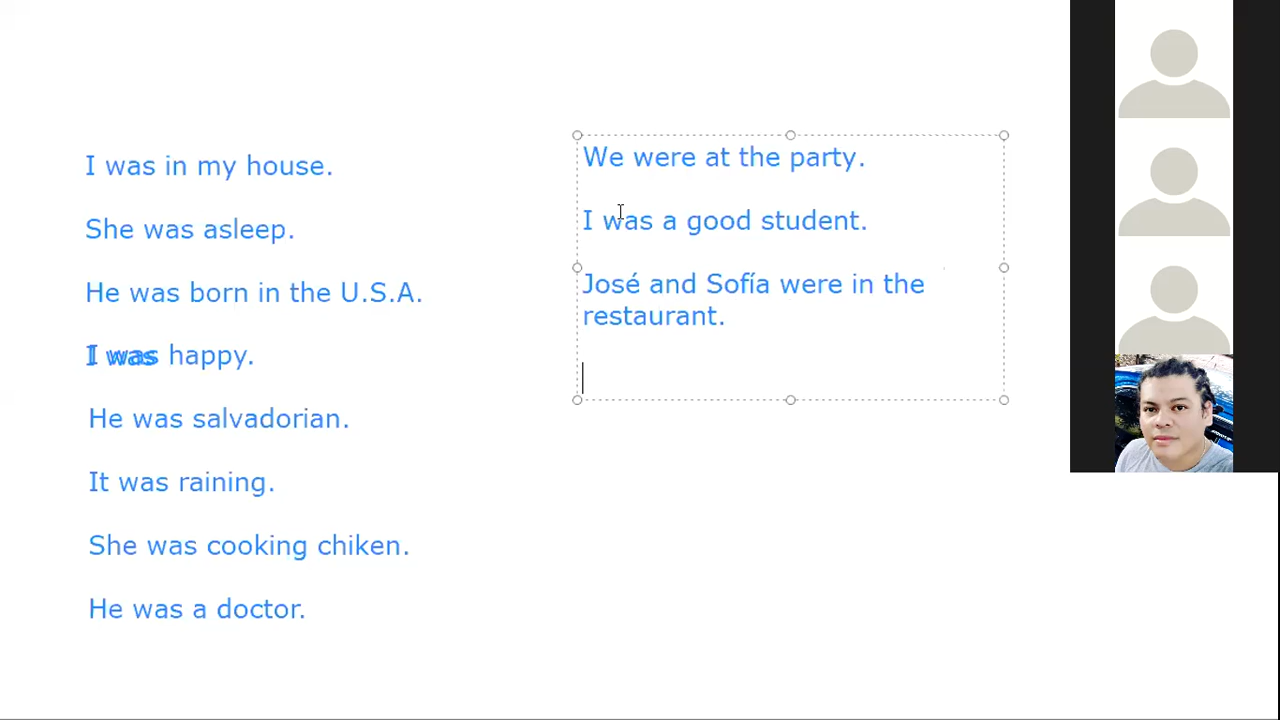 I was in my house.
She was asleep.
He was born in the U.S.A.
I was happy.
He was salvadorian.
It was raining.
She was cooking chiken.
He was a doctor.
We were at the party.
I was a good student.
José and Sofía were in the
restaurant.